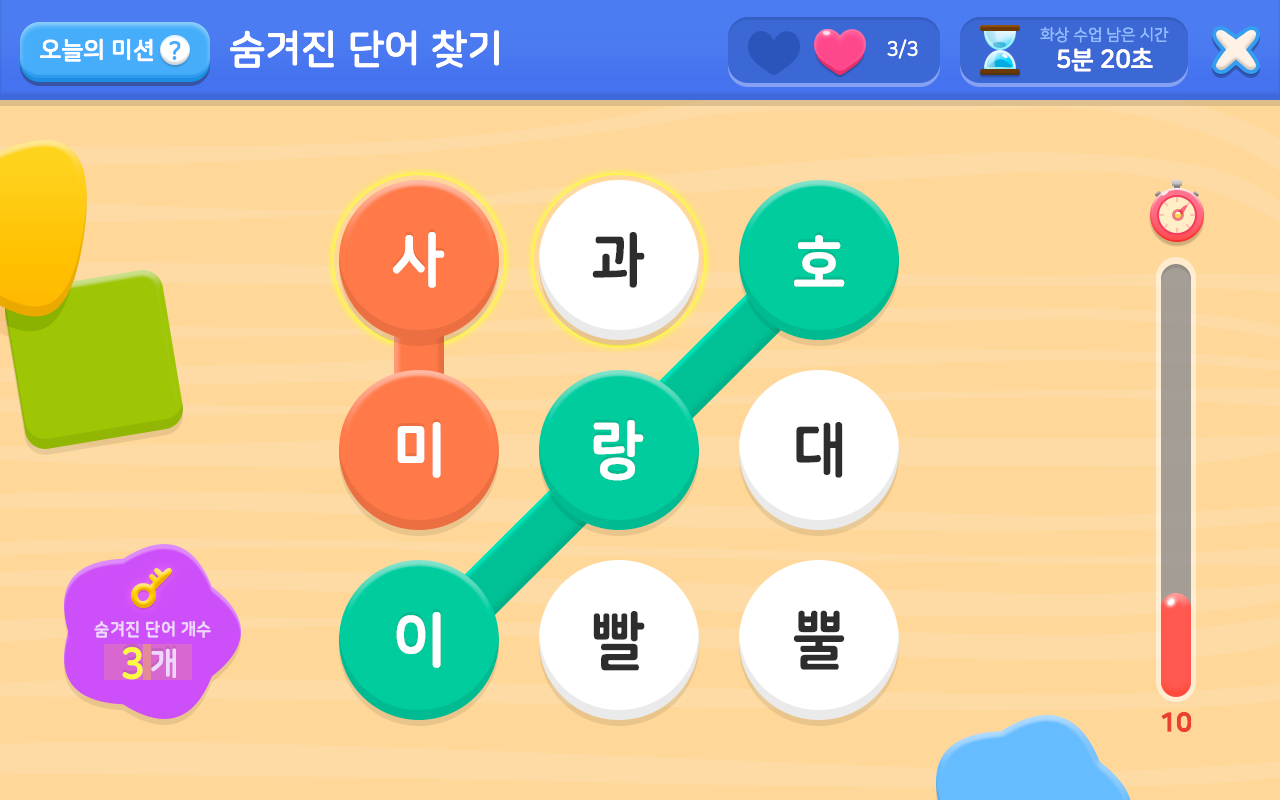 오늘의 미션 ?
숨겨진 단어 찾기
3/3
화상 수업 남은 시간
5분 20초
사 과 호
미 랑 대
이 빨 뿔
숨겨진 단어 개수
3개
10